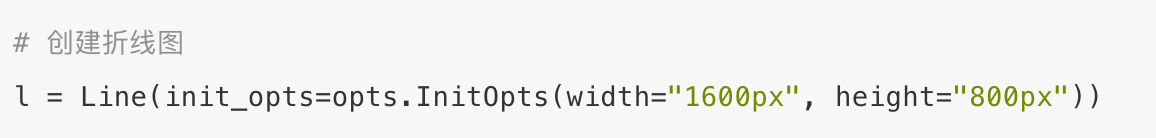 # 创建折线图
l = Line(init_opts=opts.InitOpts(width="1600px", height="800px"))